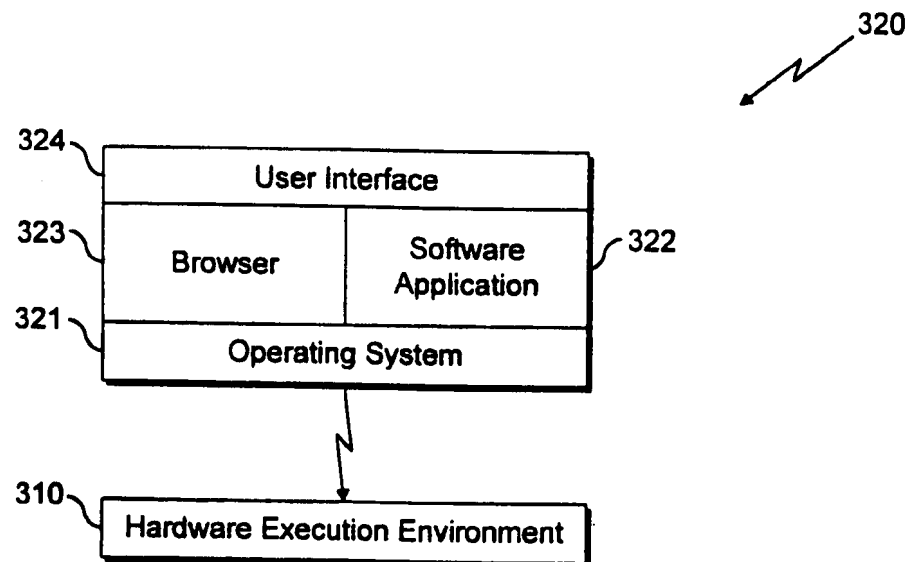 320
324
User Interface
323
Browser
Software
Application
322
321
Operating System
310
Hardware Execution Environment